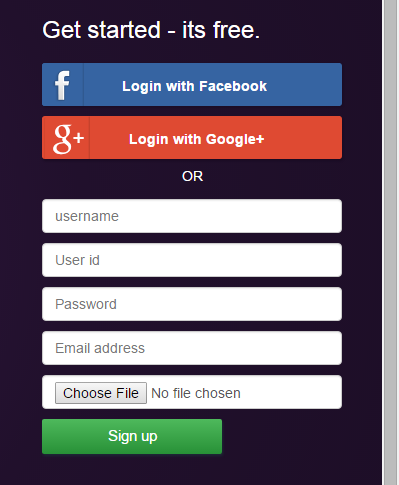 Get started - its free.
f Login with Facebook
g+ Login with Google+
OR
username
User id
Password
Email address
Choose File No file chosen
Sign up